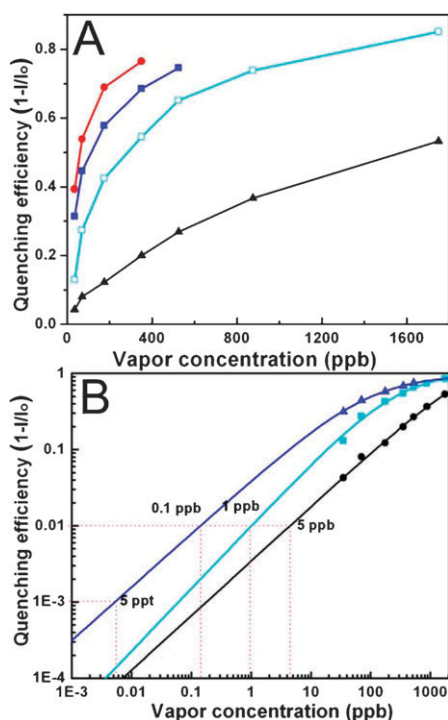 A
Quenching efficiency (1-I/Io)
0.8
0.6
0.4
0.2
0.0
0 400 800 1200 1600
Vapor concentration (ppb)
B
Quenching efficiency (1-I/Io)
1
0.1
0.01
1E-3
1E-4
0.1 ppb
1 ppb
5 ppb
5 ppt
1E-3 0.01 0.1 1 10 100 1000
Vapor concentration (ppb)